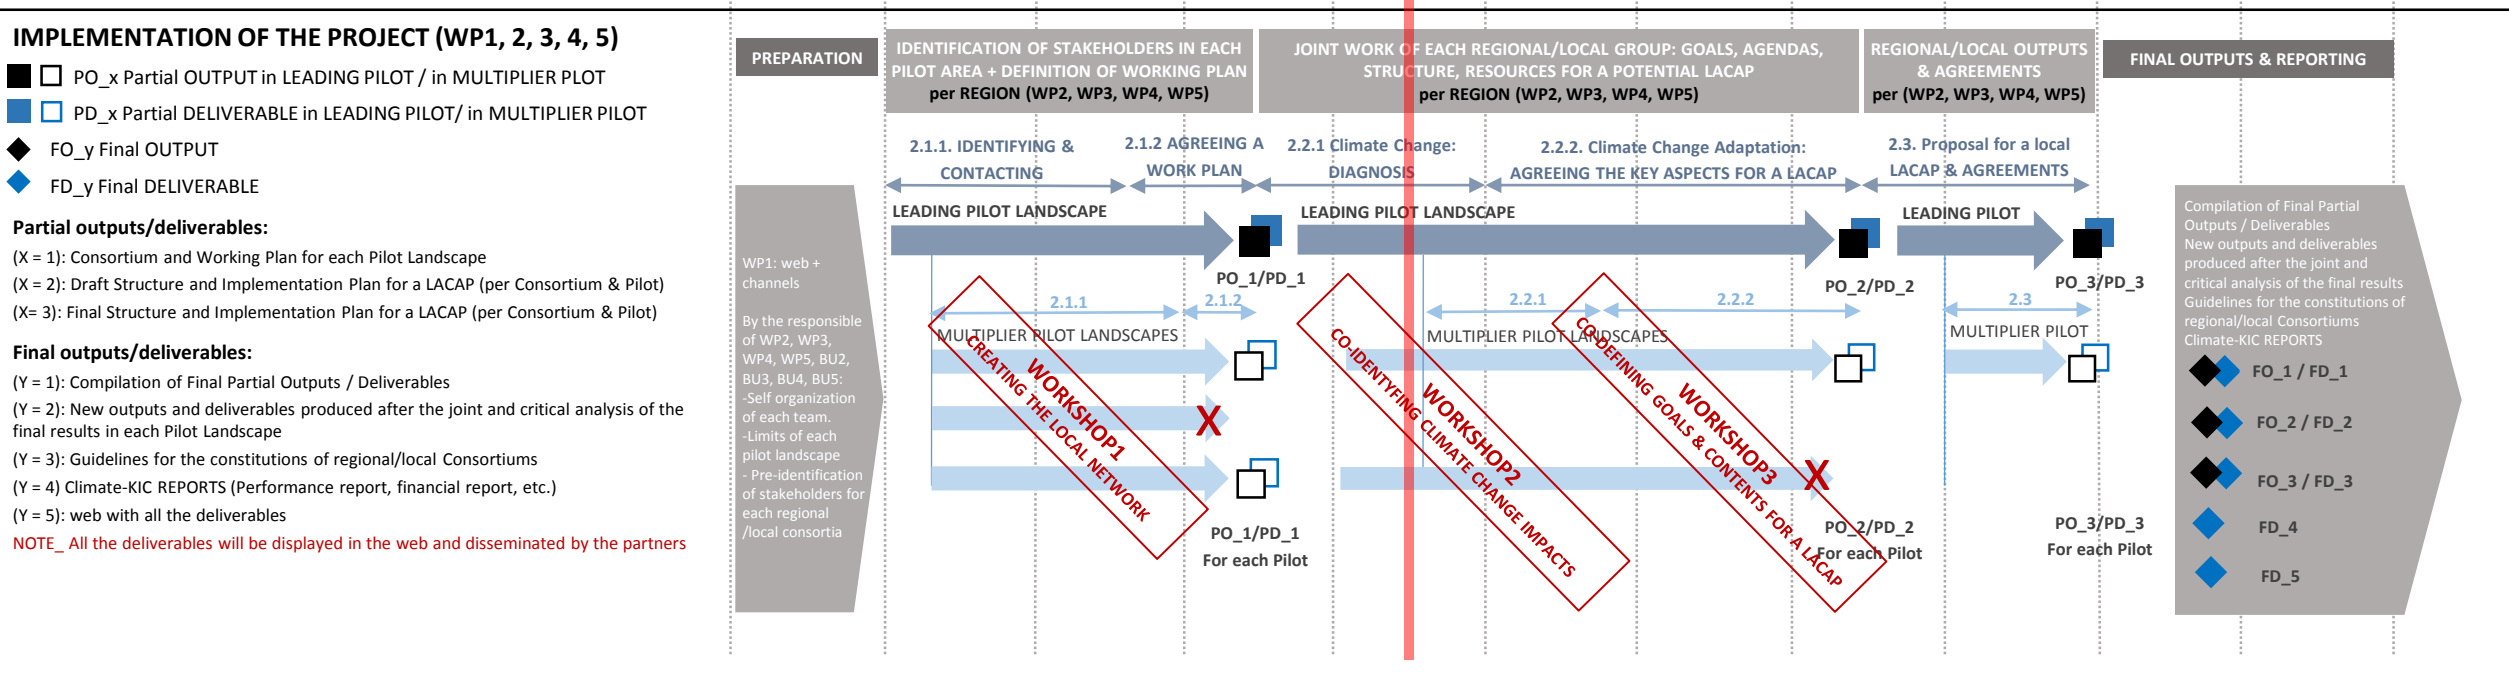 IMPLEMENTATION OF THE PROJECT (WP1, 2, 3, 4, 5)
PO_x Partial OUTPUT in LEADING PILOT / in MULTIPLIER PLOT
PD_x Partial DELIVERABLE in LEADING PILOT/ in MULTIPLIER PILOT
FO_y Final OUTPUT
FD_y Final DELIVERABLE
Partial outputs/deliverables:
(X = 1): Consortium and Working Plan for each Pilot Landscape
(X = 2): Draft Structure and Implementation Plan for a LACAP (per Consortium & Pilot)
(X= 3): Final Structure and Implementation Plan for a LACAP (per Consortium & Pilot)
Final outputs/deliverables:
(Y = 1): Compilation of Final Partial Outputs / Deliverables
(Y = 2): New outputs and deliverables produced after the joint and critical analysis of the
final results in each Pilot Landscape
(Y = 3): Guidelines for the constitutions of regional/local Consortiums
(Y = 4) Climate-KIC REPORTS (Performance report, financial report, etc.)
(Y = 5): web with all the deliverables
NOTE_ All the deliverables will be displayed in the web and disseminated by the partners
PREPARATION
WP1: web +
channels
By the responsible
of WP2, WP3,
WP4, WP5, BU2,
BU3, BU4, BU5:
-Self organization
of each team.
-Limits of each
pilot landscape
- Pre-identification
of stakeholders for
each regional
/local consortia
IDENTIFICATION OF STAKEHOLDERS IN EACH
PILOT AREA + DEFINITION OF WORKING PLAN
per REGION (WP2, WP3, WP4, WP5)
2.1.1. IDENTIFYING &
CONTACTING
2.1.2 AGREEING A
WORK PLAN
LEADING PILOT LANDSCAPE
PO_1/PD_1
2.1.1
2.1.2
MULTIPLIER PILOT LANDSCAPES
WORKSHOP1
CREATING THE LOCAL NETWORK
X
PO_1/PD_1
For each Pilot
JOINT WORK OF EACH REGIONAL/LOCAL GROUP: GOALS, AGENDAS,
STRUCTURE, RESOURCES FOR A POTENTIAL LACAP
per REGION (WP2, WP3, WP4, WP5)
2.2.1 Climate Change:
DIAGNOSIS
2.2.2. Climate Change Adaptation:
AGREEING THE KEY ASPECTS FOR A LACAP
LEADING PILOT LANDSCAPE
PO_2/PD_2
2.2.1
2.2.2
MULTIPLIER PILOT LANDSCAPES
WORKSHOP2
CO-IDENTYFING CLIMATE CHANGE IMPACTS
WORKSHOP3
CO-DEFINING GOALS & CONTENTS FOR A LACAP
X
PO_2/PD_2
For each Pilot
REGIONAL/LOCAL OUTPUTS
& AGREEMENTS
per (WP2, WP3, WP4, WP5)
2.3. Proposal for a local
LACAP & AGREEMENTS
LEADING PILOT
PO_3/PD_3
2.3
MULTIPLIER PILOT
PO_3/PD_3
For each Pilot
FINAL OUTPUTS & REPORTING
Compilation of Final Partial
Outputs / Deliverables
New outputs and deliverables
produced after the joint and
critical analysis of the final results
Guidelines for the constitutions of
regional/local Consortiums
Climate-KIC REPORTS
FO_1 / FD_1
FO_2 / FD_2
FO_3 / FD_3
FD_4
FD_5